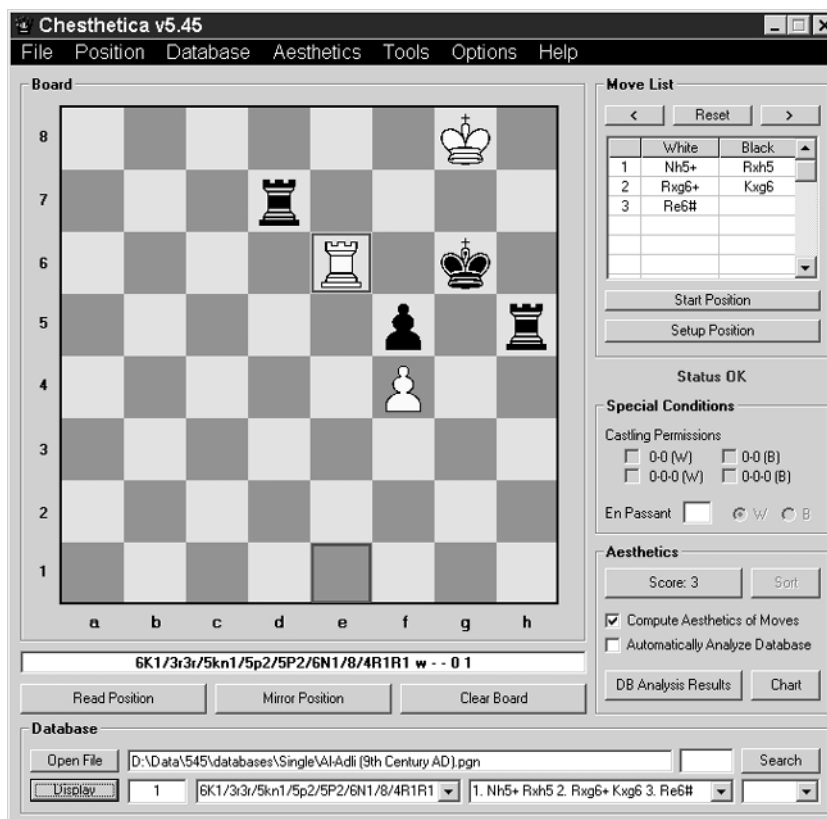 Chesthetica v5.45
File Position Database Aesthetics Tools Options Help
Board
8
7
6
5
4
3
2
1
a b c d e f g h
6K1/3r3r/5kn1/5p2/5P2/6N1/8/4R1R1 w - - 0 1
Read Position Mirror Position Clear Board
Move List
< Reset >
White Black
1 Nh5+ Rxh5
2 Rxg6+ Kxg6
3 Re6#
Start Position
Setup Position
Status OK
Special Conditions
Castling Permissions
0-0 (W) 0-0 (B)
0-0-0 (W) 0-0-0 (B)
En Passant W B
Aesthetics
Score: 3 Sort
Compute Aesthetics of Moves
Automatically Analyze Database
DB Analysis Results Chart
Database
Open File D:\Data\545\databases\Single\Al-Adli (9th Century AD).pgn Search
Display 1 6K1/3r3r/5kn1/5p2/5P2/6N1/8/4R1R1 1. Nh5+ Rxh5 2. Rxg6+ Kxg6 3. Re6#